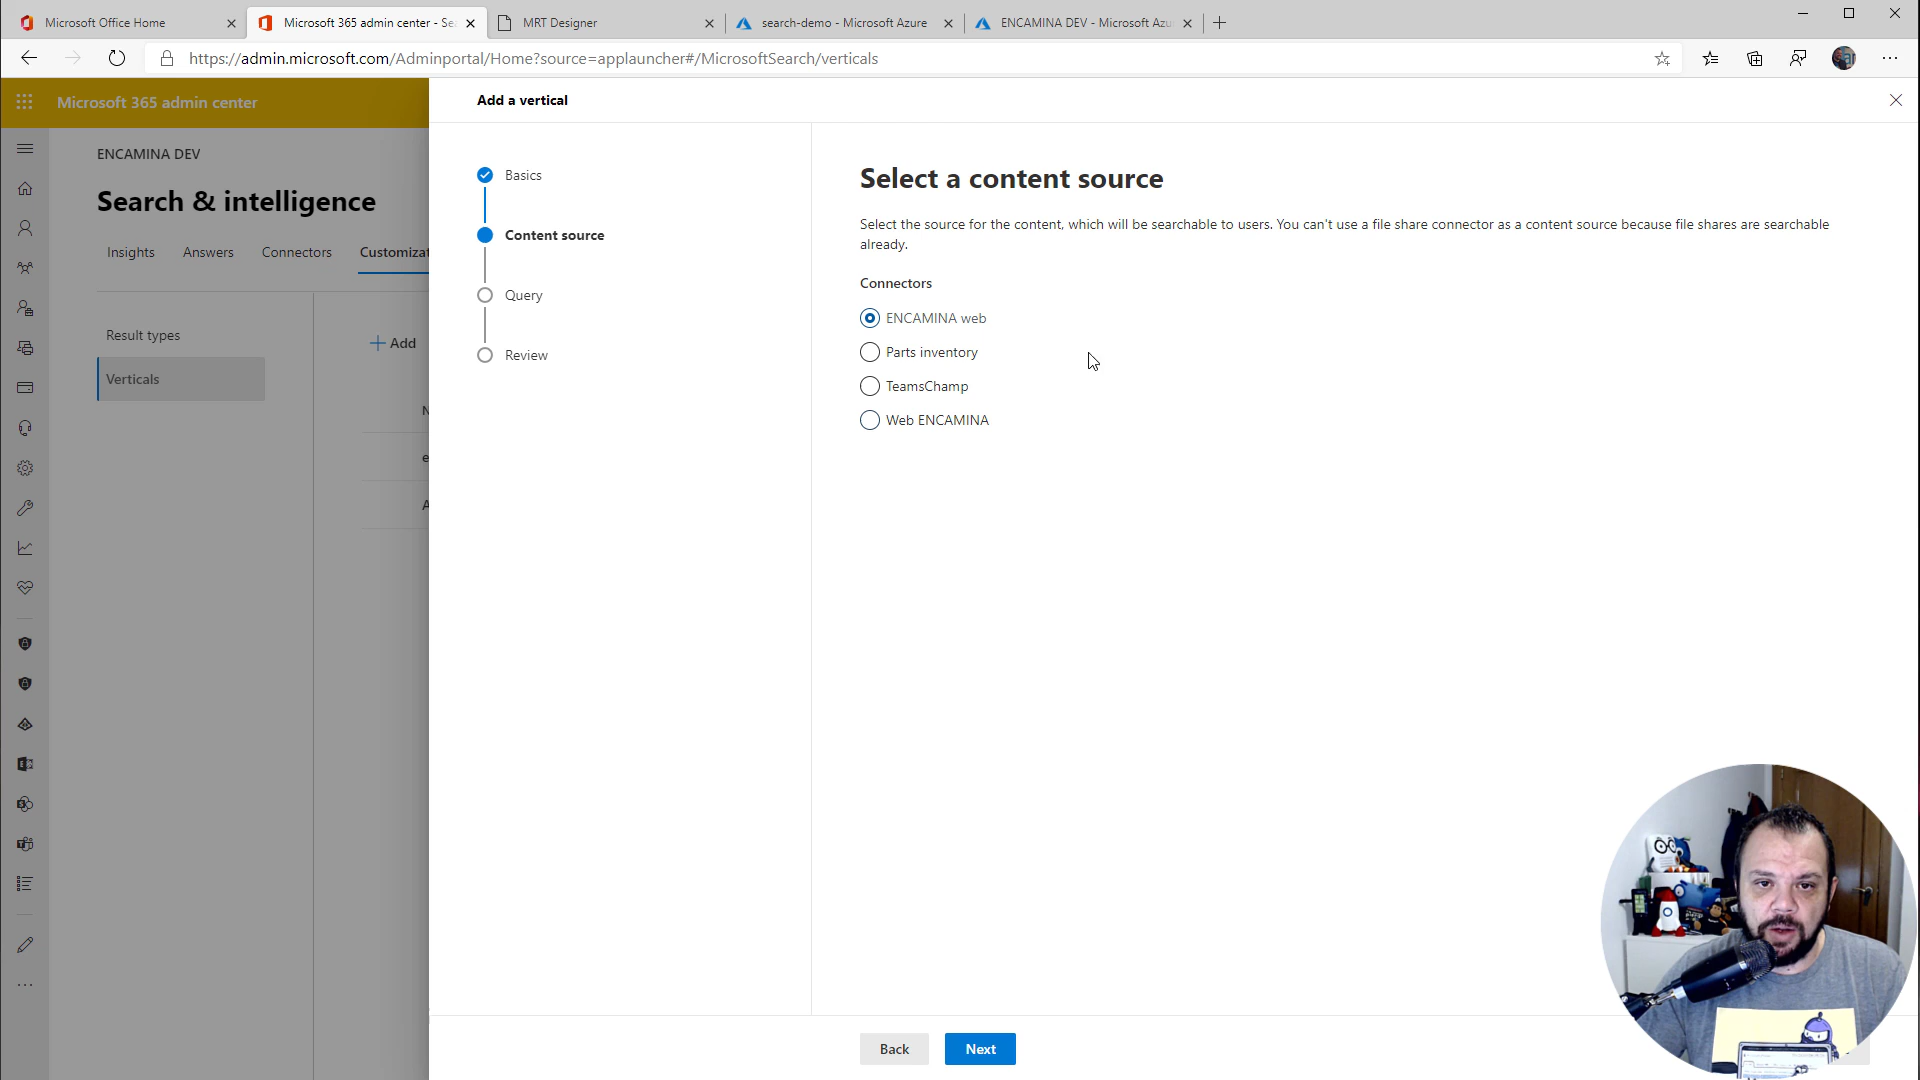 Microsoft Office Home
Microsoft 365 admin center - Sea
MRT Designer
search-demo - Microsoft Azure
ENCAMINA DEV - Microsoft Azu
https://admin.microsoft.com/Adminportal/Home?source=applauncher#/MicrosoftSearch/verticals
Microsoft 365 admin center
ENCAMINA DEV
Search & intelligence
Insights
Answers
Connectors
Customizat
Result types
Verticals
Add
N
e
A
Add a vertical
Basics
Content source
Query
Review
Select a content source
Select the source for the content, which will be searchable to users. You can't use a file share connector as a content source because file shares are searchable
already.
Connectors
ENCAMINA web
Parts inventory
TeamsChamp
Web ENCAMINA
Back
Next